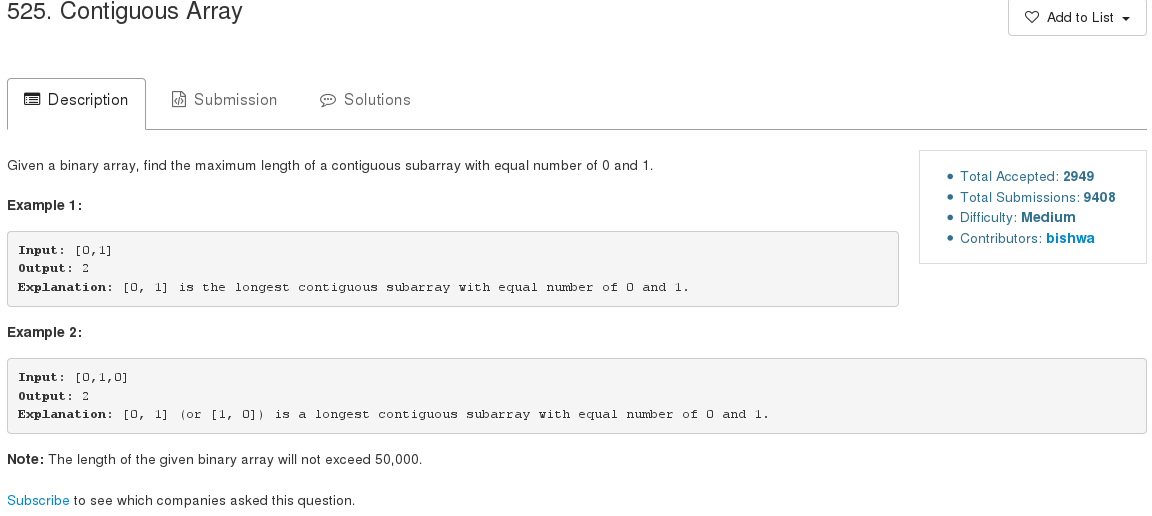 525. Contiguous Array
Add to List
Description
Submission
Solutions
Given a binary array, find the maximum length of a contiguous subarray with equal number of 0 and 1.
Total Accepted: 2949
Total Submissions: 9408
Difficulty: Medium
Contributors: bishwa
Example 1:
Input: [0,1]
Output: 2
Explanation: [0, 1] is the longest contiguous subarray with equal number of 0 and 1.
Example 2:
Input: [0,1,0]
Output: 2
Explanation: [0, 1] (or [1, 0]) is a longest contiguous subarray with equal number of 0 and 1.
Note: The length of the given binary array will not exceed 50,000.
Subscribe to see which companies asked this question.